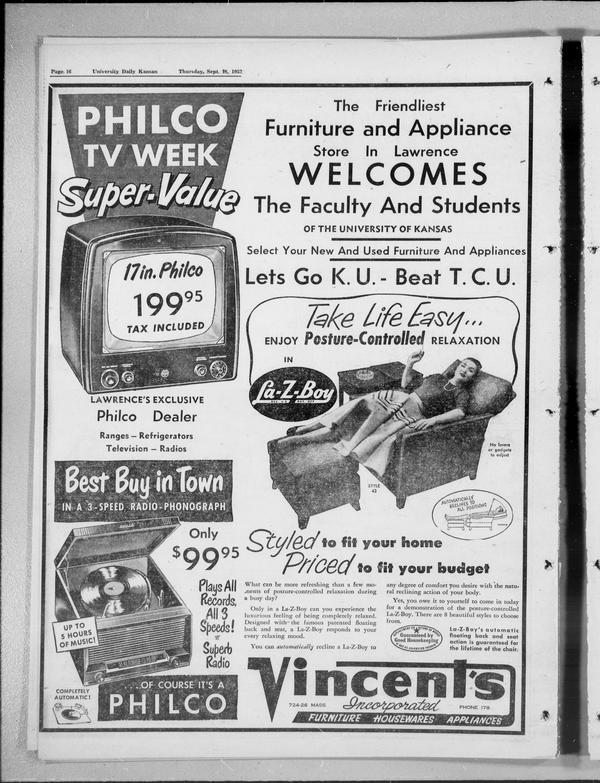 Page 16 University Daily Kansan Thursday, Sept. 18, 1952
PHILCO
TV WEEK
Super-Value
17 in. Philco
199 95
TAX INCLUDED
LAWRENCE'S EXCLUSIVE
Philco Dealer
Ranges – Refrigerators
Television – Radios
Best Buy in Town
IN A 3-SPEED RADIO-PHONOGRAPH
Only
$99 95
Plays All
Records,
All 3
Speeds!
Superb
Radio
UP TO
5 HOURS
OF MUSIC!
COMPLETELY
AUTOMATIC!
...OF COURSE IT'S A
PHILCO
The Friendliest
Furniture and Appliance
Store In Lawrence
WELCOMES
The Faculty And Students
OF THE UNIVERSITY OF KANSAS
Select Your New And Used Furniture And Appliances
Lets Go K. U. - Beat T. C. U.
Take Life Easy...
ENJOY Posture-Controlled RELAXATION
IN
La-Z-Boy
No levers
or gadgets
to adjust
STYLE
42
AUTOMATICALLY
RECLINES TO
ALL POSITIONS
Styled to fit your home
Priced to fit your budget
What can be more refreshing than a few mo-
ments of posture-controlled relaxation during
a busy day?
Only in a La-Z-Boy can you experience the
luxurious feeling of being completely relaxed.
Designed with the famous patented floating
back and seat, a La-Z-Boy responds to your
every relaxing mood.
You can automatically recline a La-Z-Boy to
any degree of comfort you desire with the natu-
ral reclining action of your body.
Yes, you owe it to yourself to come in today
for a demonstration of the posture-controlled
La-Z-Boy. There are 8 beautiful styles to choose
from.
Guaranteed by
Good Housekeeping
La-Z-Boy's automatic
floating back and seat
action is guaranteed for
the lifetime of the chair.
Vincent's
724-26 MASS. Incorporated PHONE 178
FURNITURE HOUSEWARES APPLIANCES